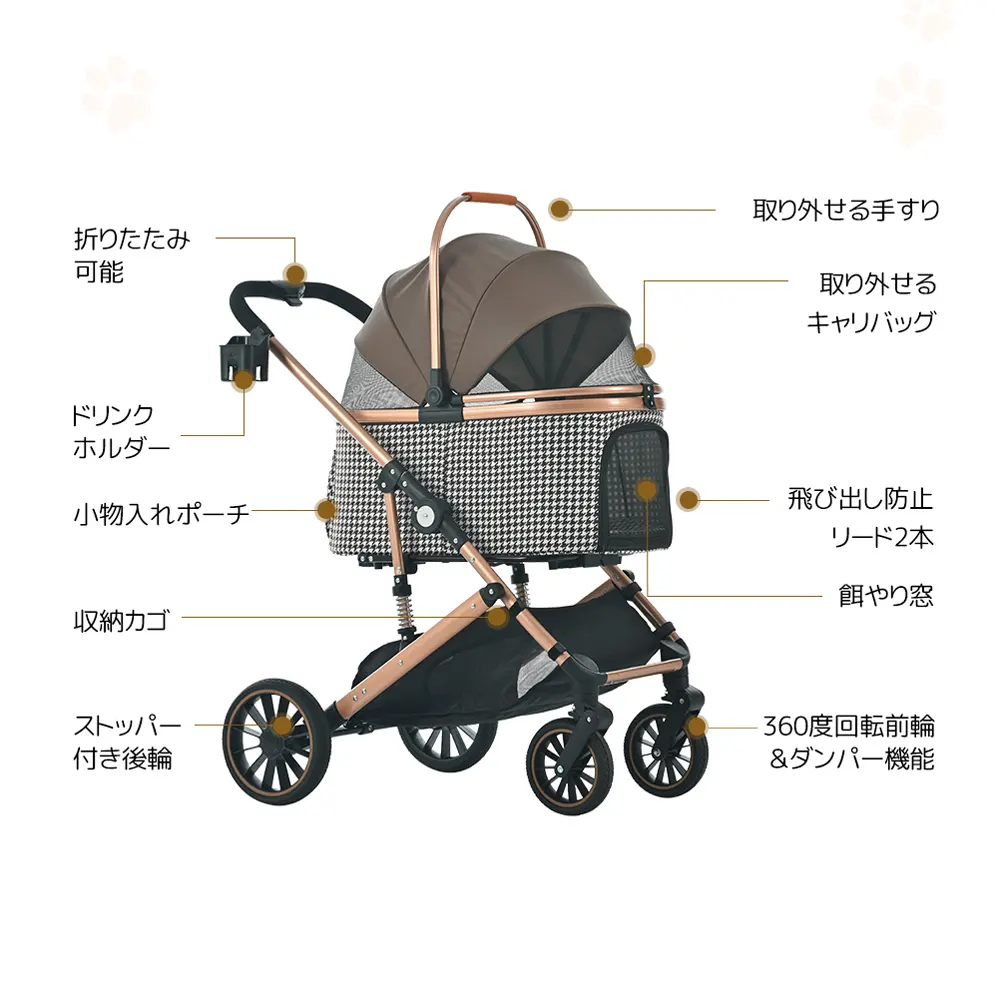 折りたたみ
可能
ドリンク
ホルダー
小物入れポーチ
収納カゴ
ストッパー
付き後輪
取り外せる手すり
取り外せる
キャリバッグ
飛び出し防止
リード2本
餌やり窓
360度回転前輪
&ダンパー機能